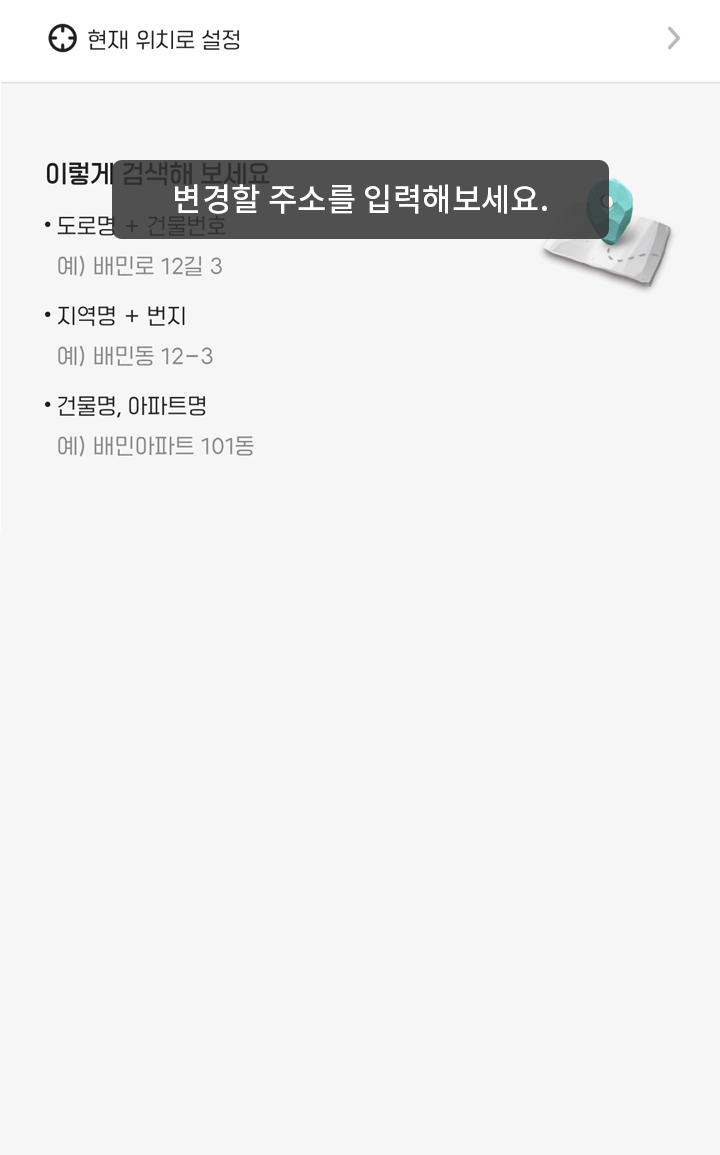 현재 위치로 설정
이렇게 검색해 보세요
변경할 주소를 입력해보세요.
• 도로명 + 건물번호
예) 배민로 12길 3
• 지역명 + 번지
예) 배민동 12-3
• 건물명, 아파트명
예) 배민아파트 101동